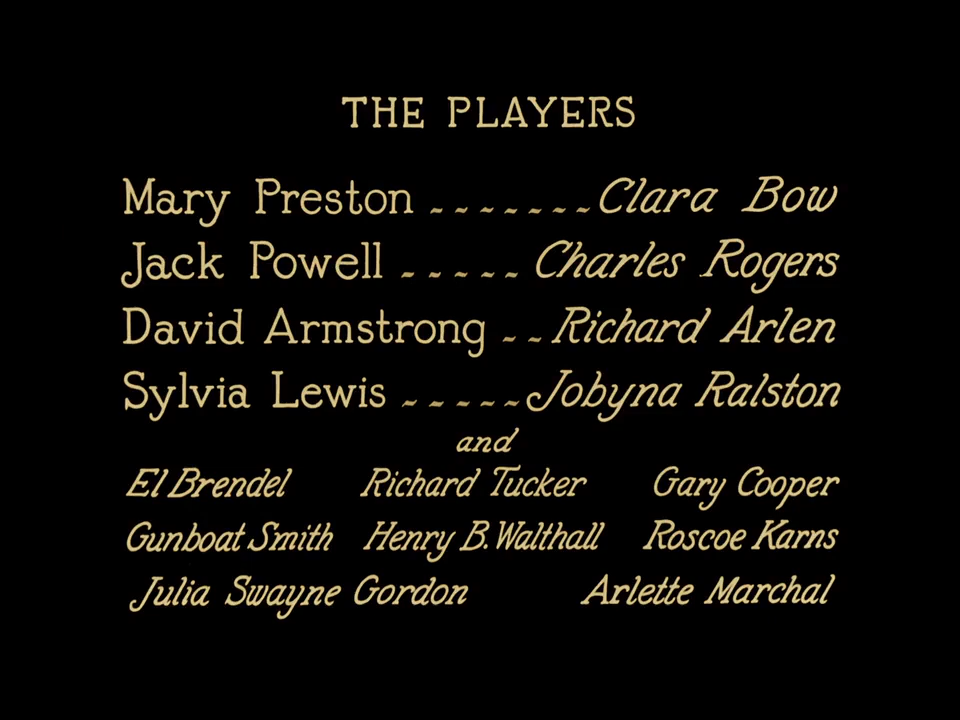 THE PLAYERS
Mary Preston ------- Clara Bow
Jack Powell ----- Charles Rogers
David Armstrong -- Richard Arlen
Sylvia Lewis ----- Jobyna Ralston
and
El Brendel Richard Tucker Gary Cooper
Gunboat Smith Henry B. Walthall Roscoe Karns
Julia Swayne Gordon Arlette Marchal